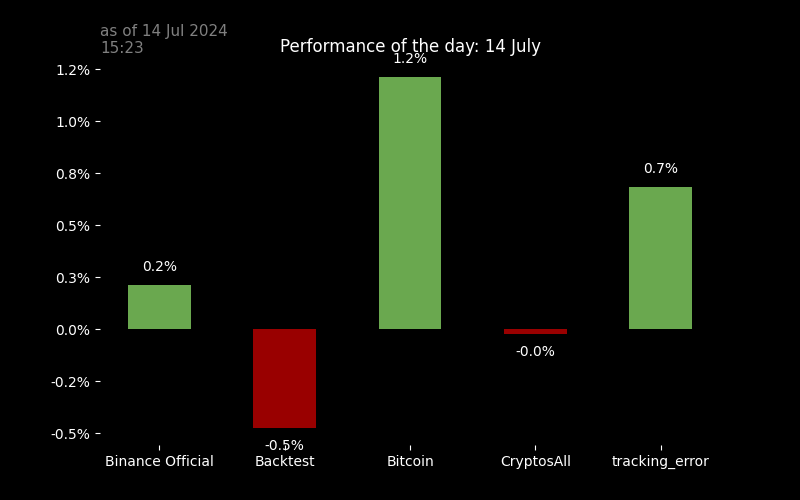 as of 14 Jul 2024
15:23
Performance of the day: 14 July
1.2%
1.2%
1.0%
0.8%
0.7%
0.5%
0.3%
0.2%
0.0%
-0.0%
-0.2%
-0.5%
-0.5%
Binance Official
Backtest
Bitcoin
CryptosAll
tracking_error